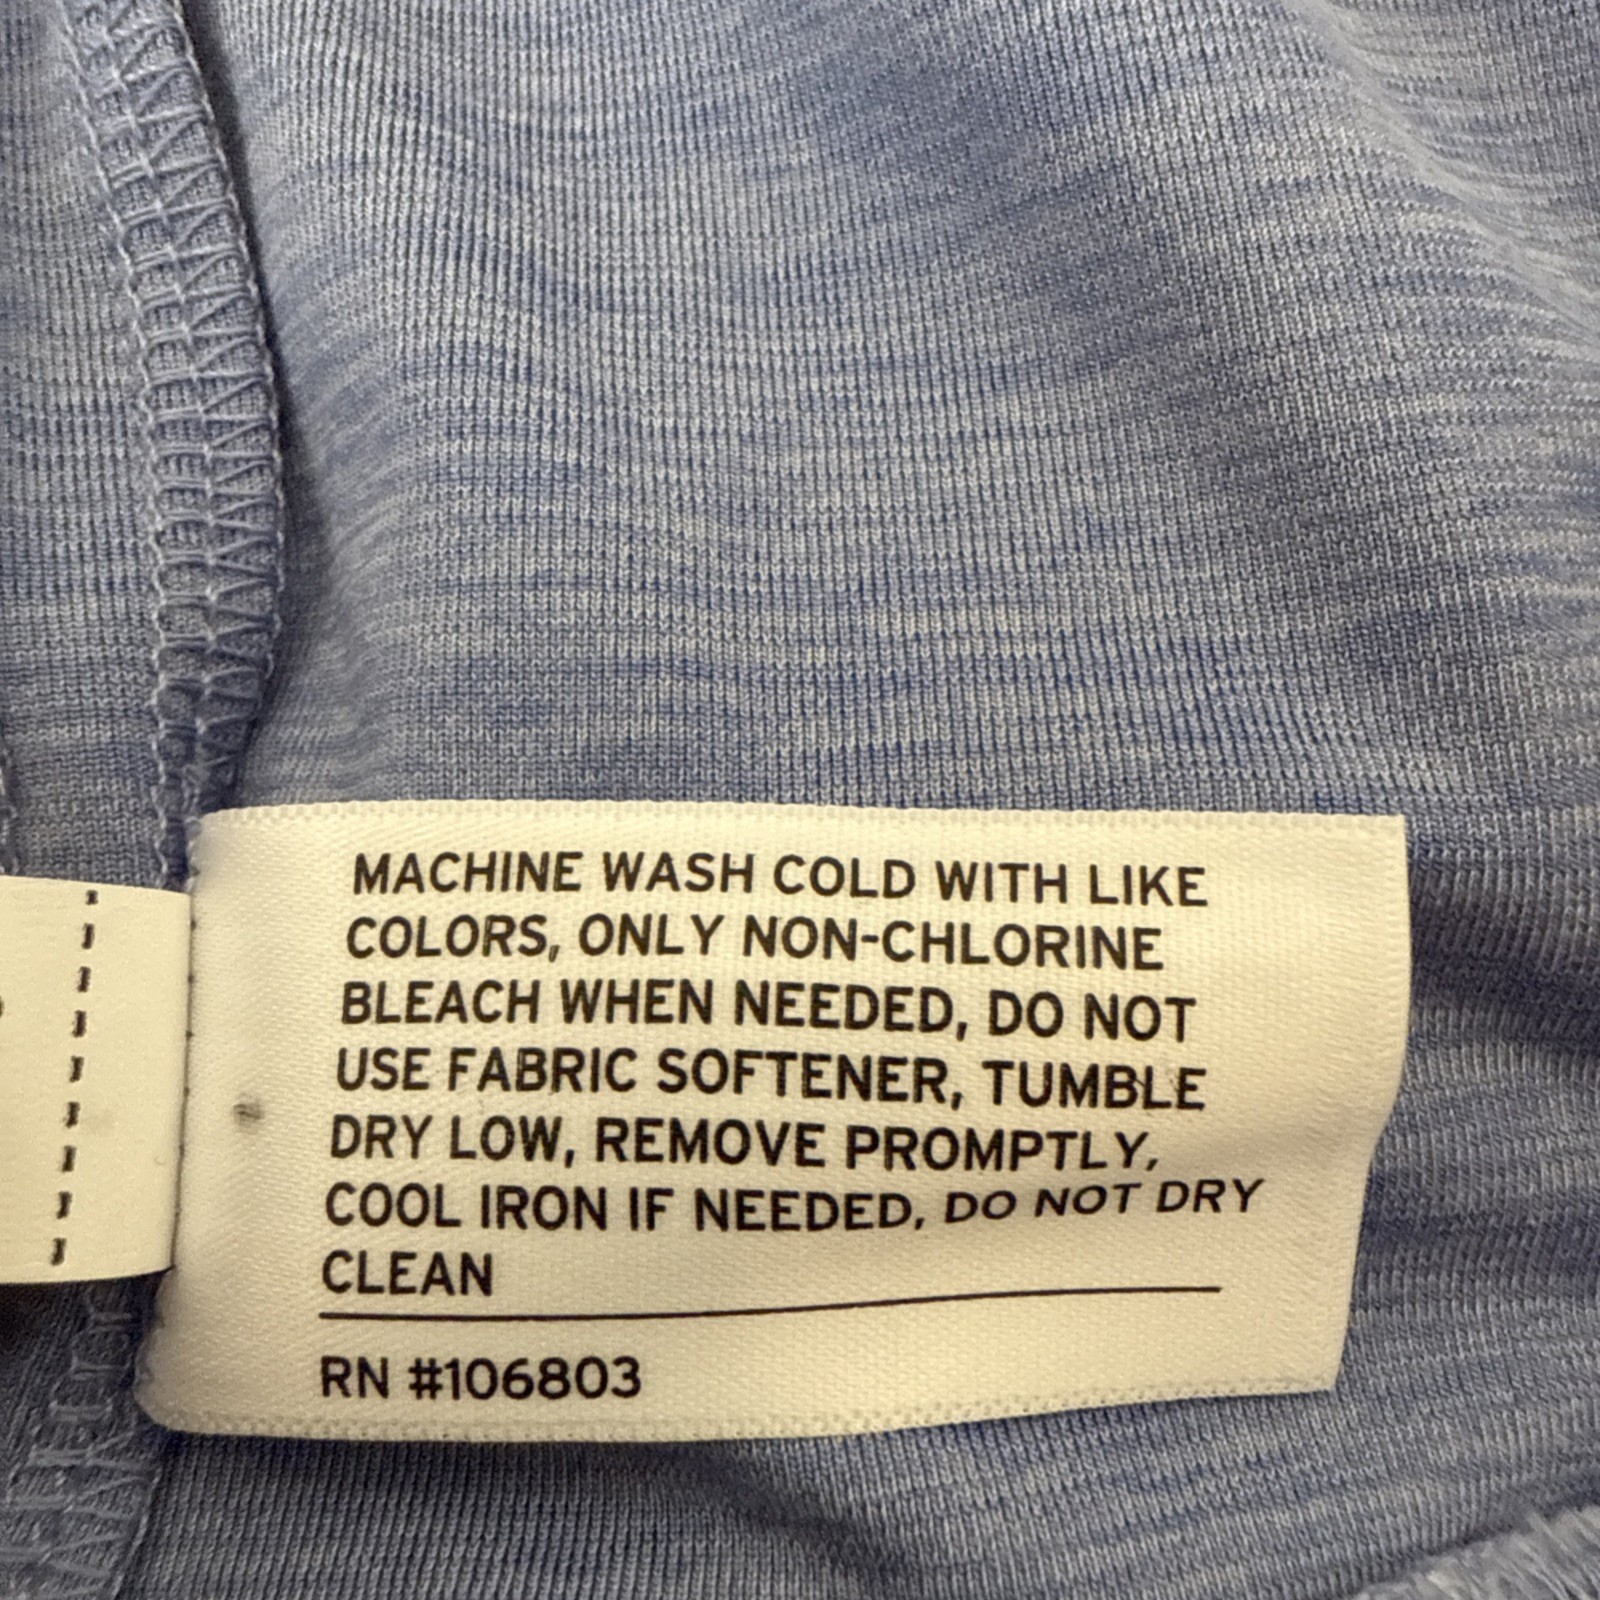 MACHINE WASH COLD WITH LIKE
COLORS, ONLY NON-CHLORINE
BLEACH WHEN NEEDED, DO NOT
USE FABRIC SOFTENER, TUMBLE
DRY LOW, REMOVE PROMPTLY,
COOL IRON IF NEEDED, DO NOT DRY
CLEAN
RN #106803